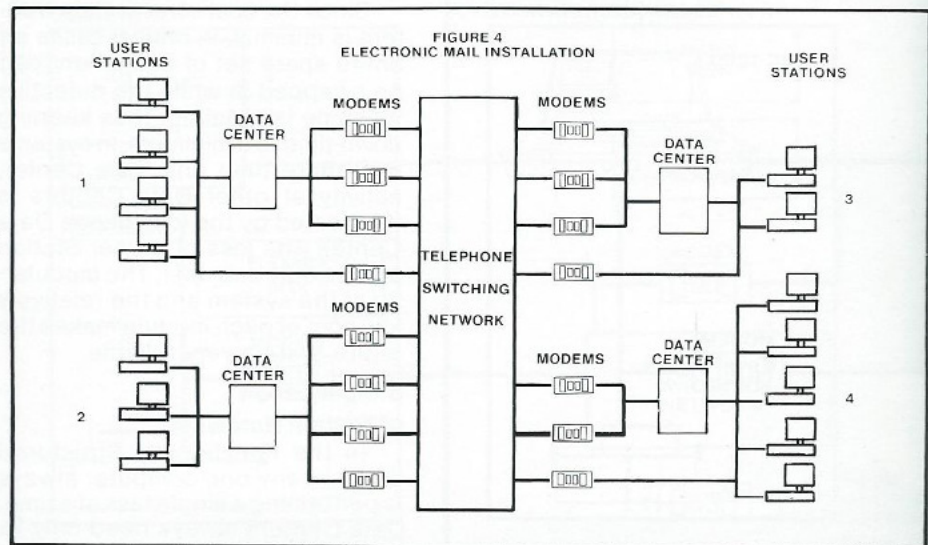 FIGURE 4
ELECTRONIC MAIL INSTALLATION
USER
STATIONS
DATA
CENTER
MODEMS
1
MODEMS
DATA
CENTER
2
TELEPHONE
SWITCHING
NETWORK
MODEMS
DATA
CENTER
USER
STATIONS
3
MODEMS
DATA
CENTER
4